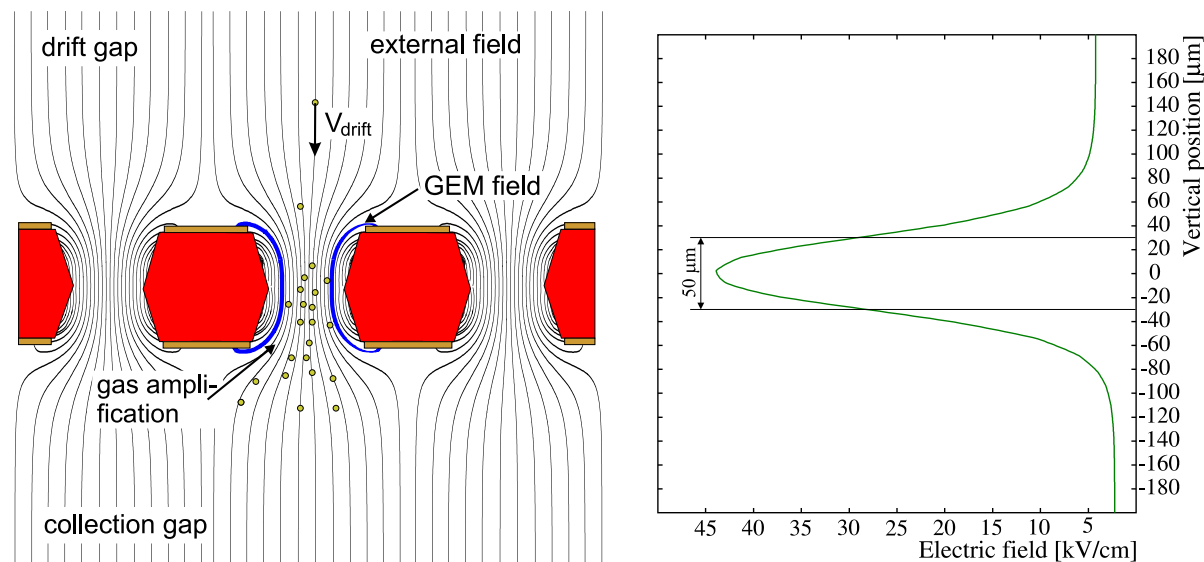 drift gap
external field
V drift
GEM field
gas ampli-
fication
collection gap
50 μm
180
160
140
120
100
80
60
40
20
0
-20
-40
-60
-80
-100
-120
-140
-160
-180
Vertical position [μm]
45 40 35 30 25 20 15 10 5
Electric field [kV/cm]